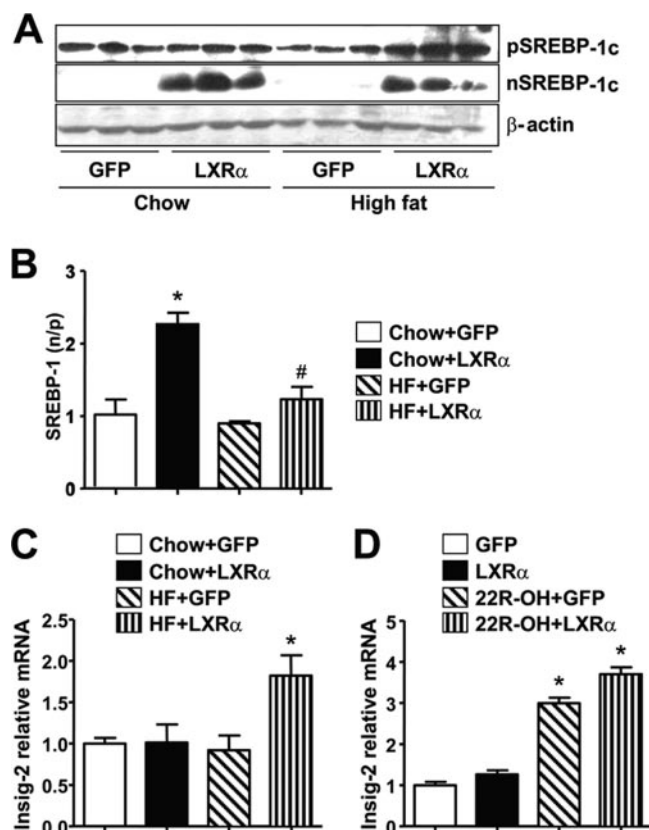 A
pSREBP-1c
nSREBP-1c
β-actin
GFP LXRα GFP LXRα
Chow High fat
B
SREBP-1 (n/p)
3
2
1
0
*
#
Chow+GFP
Chow+LXRα
HF+GFP
HF+LXRα
C
Chow+GFP
Chow+LXRα
HF+GFP
HF+LXRα
Insig-2 relative mRNA
2.5
2.0
1.5
1.0
0.5
0.0
*
D
GFP
LXRα
22R-OH+GFP
22R-OH+LXRα
Insig-2 relative mRNA
5
4
3
2
1
0
*
*